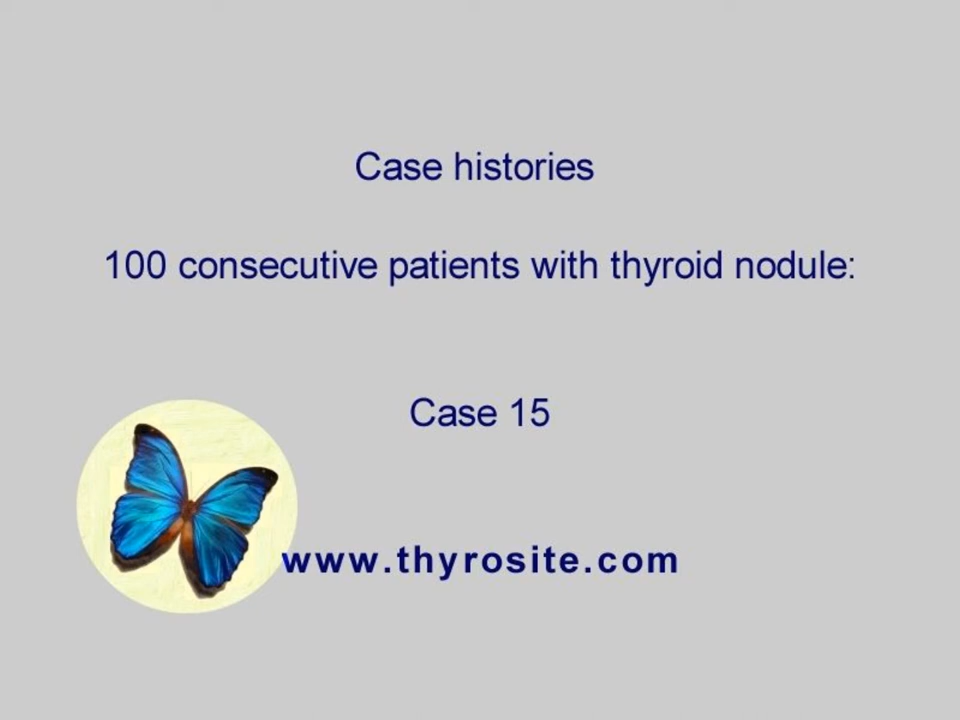 Case histories
100 consecutive patients with thyroid nodule:
Case 15
www.thyrosite.com